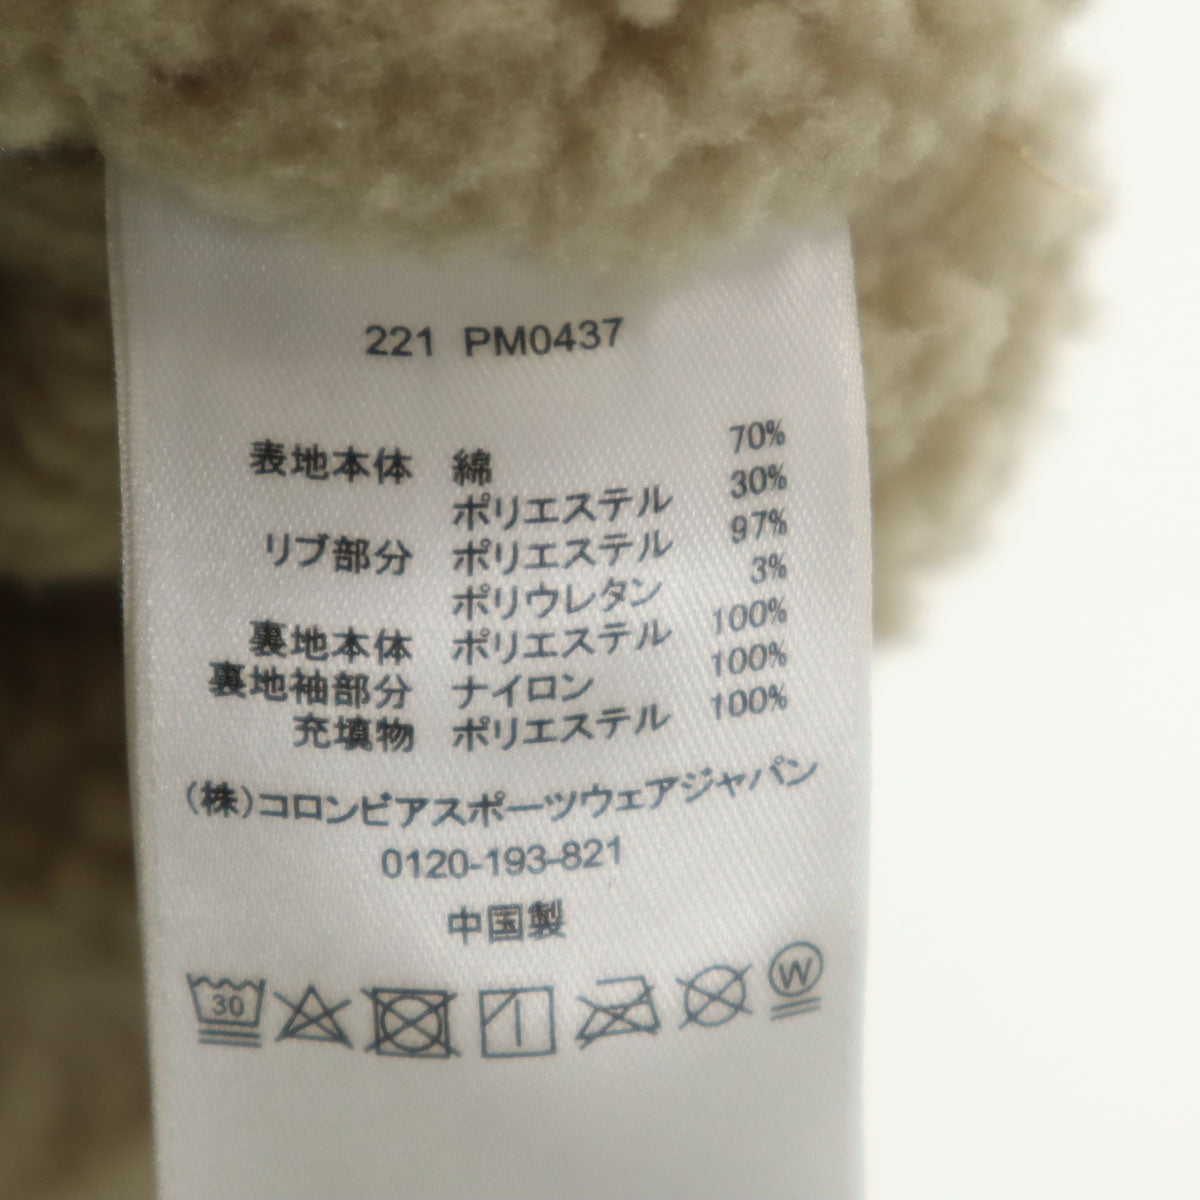 221 PM0437
表地本体 綿 70%
ポリエステル 30%
リブ部分 ポリエステル 97%
ポリウレタン 3%
裏地本体 ポリエステル 100%
裏地袖部分 ナイロン 100%
充填物 ポリエステル 100%
(株)コロンビアスポーツウェアジャパン
0120-193-821
中国製
30 W